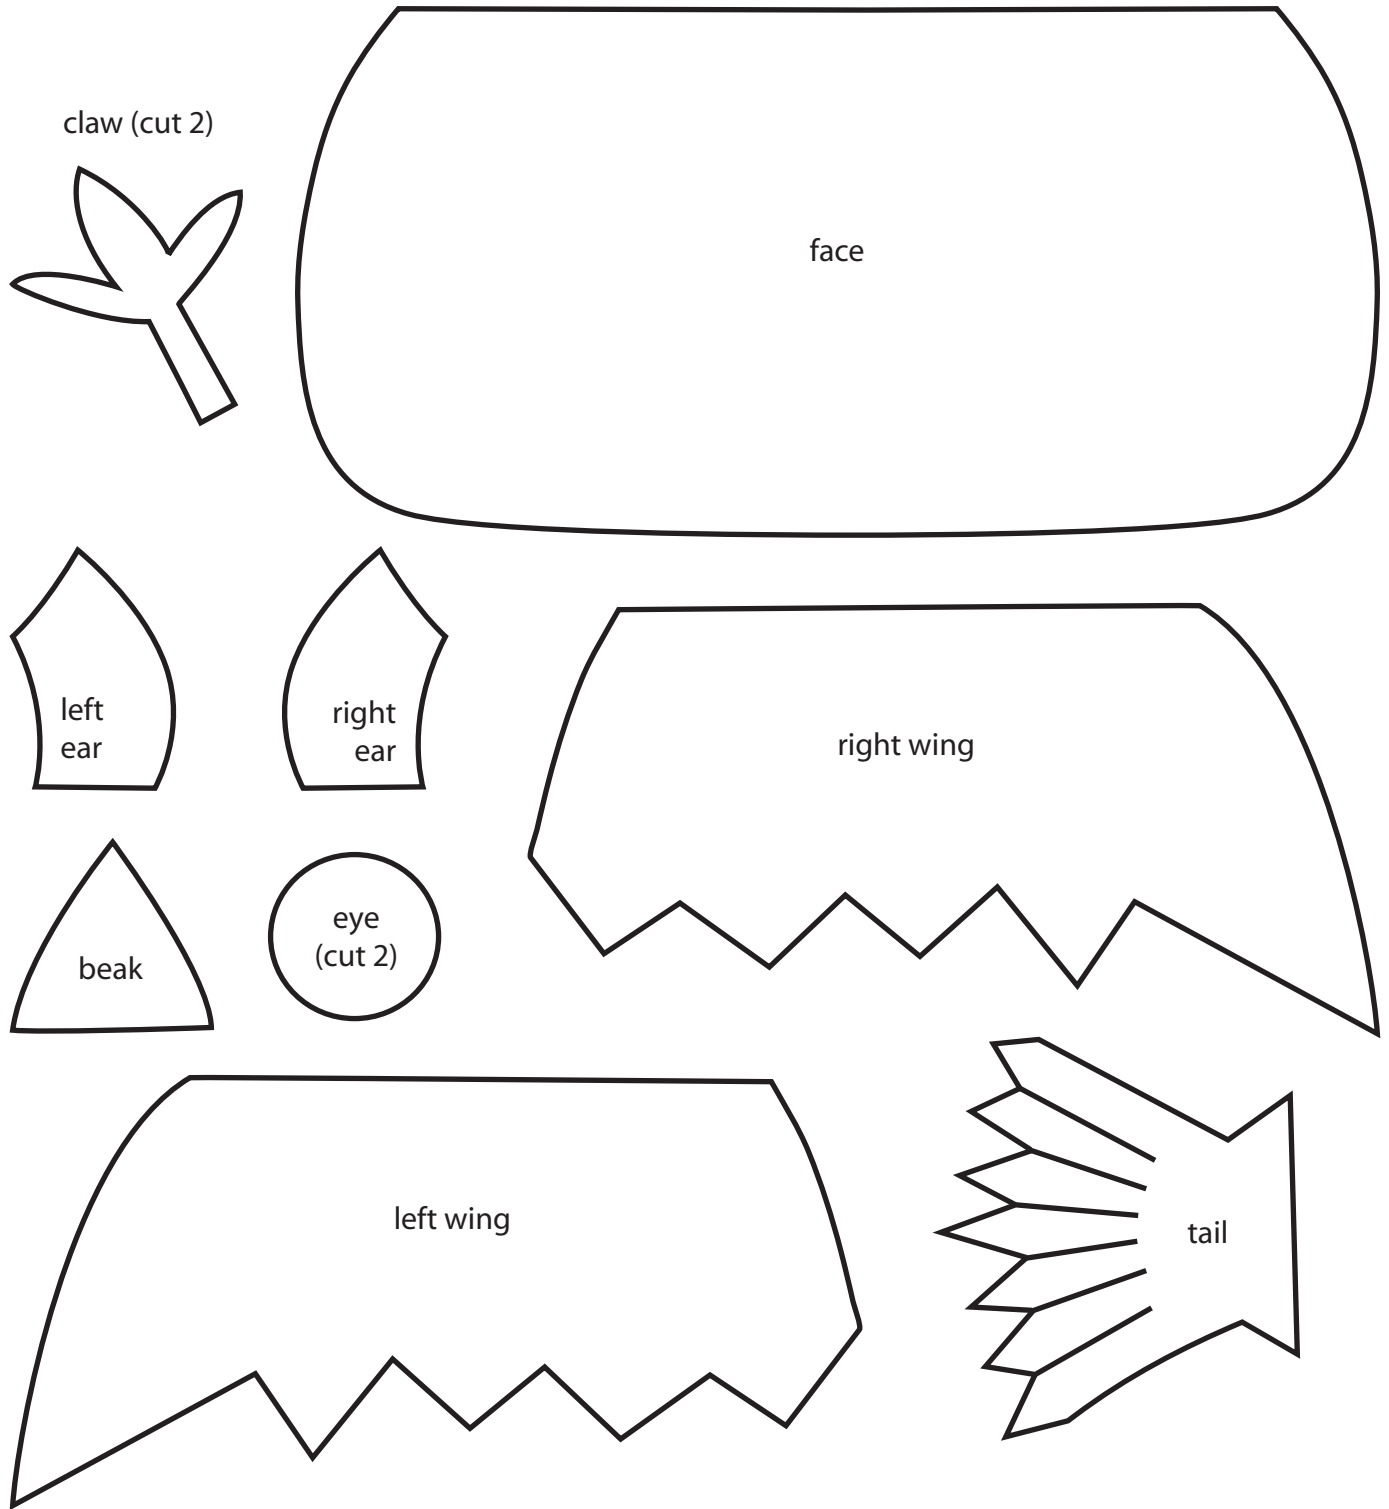 claw (cut 2)
face
left
ear
right
ear
right wing
beak
eye
(cut 2)
left wing
tail